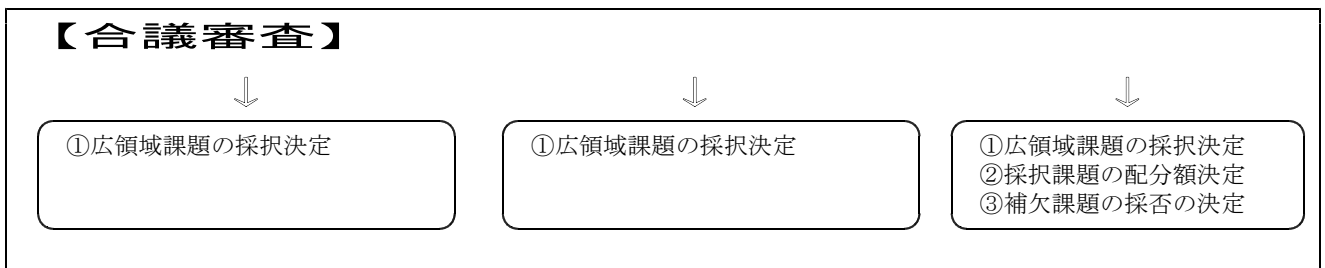 【合議審査】
↓ ↓ ↓
①広領域課題の採択決定
①広領域課題の採択決定
①広領域課題の採択決定
②採択課題の配分額決定
③補欠課題の採否の決定